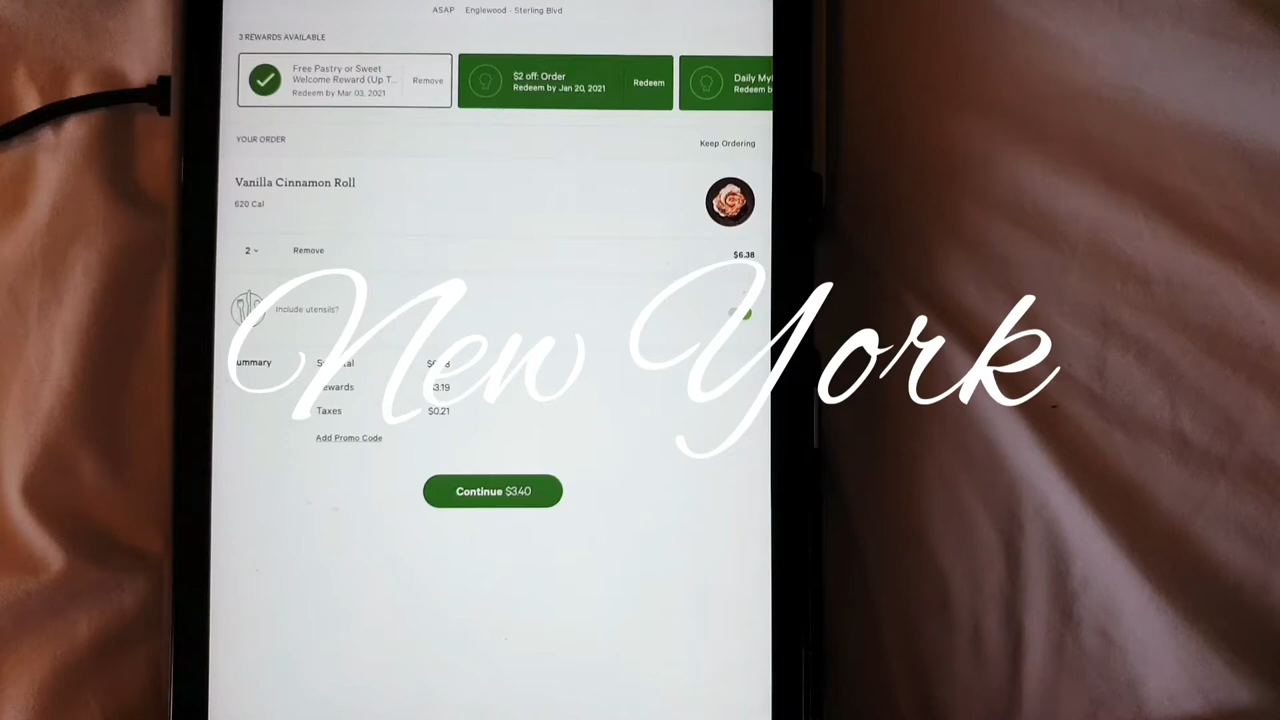 ASAP Englewood - Sterling Blvd
3 REWARDS AVAILABLE
Free Pastry or Sweet
Welcome Reward (Up T...
Redeem by Mar 03, 2021
Remove
$2 off: Order
Redeem by Jan 20, 2021
Redeem
Daily My
Redeem b
YOUR ORDER
Keep Ordering
Vanilla Cinnamon Roll
620 Cal
2
Remove
$6.38
Include utensils?
New York
ummary
ewards 3.19
Taxes $0.21
Add Promo Code
Continue $3.40